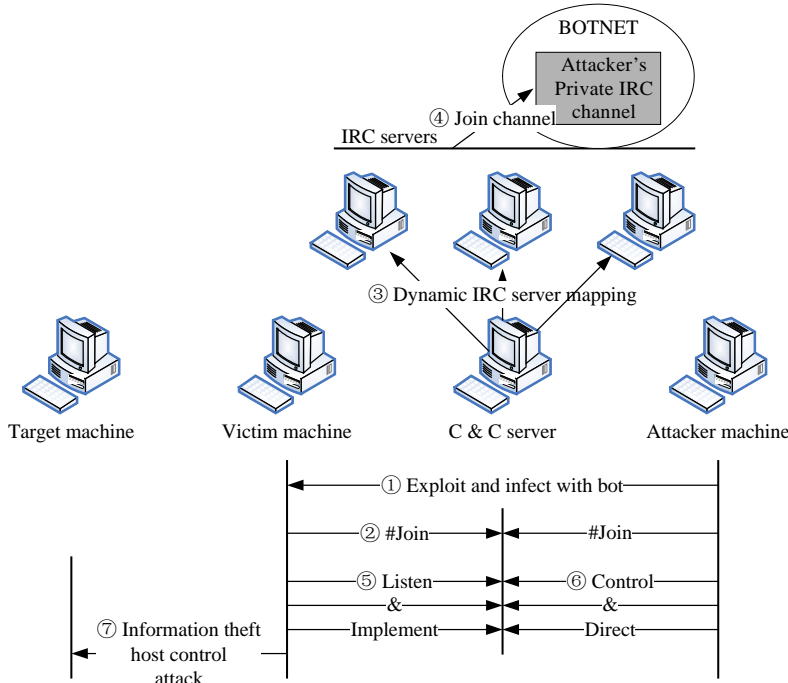 BOTNET
Attacker's
Private IRC
channel
④ Join channel
IRC servers
③ Dynamic IRC server mapping
Target machine
Victim machine
C & C server
Attacker machine
① Exploit and infect with bot
② #Join
#Join
⑤ Listen
⑥ Control
&
&
Implement
Direct
⑦ Information theft
host control
attack